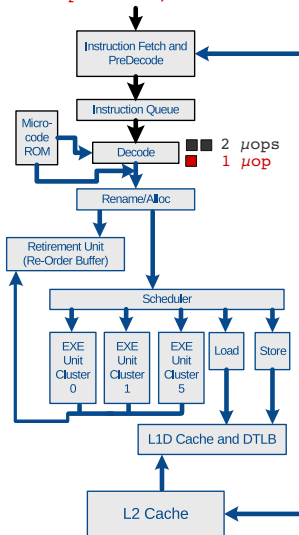 Instruction Fetch and
PreDecode
Instruction Queue
Micro-
code
ROM
Decode
2 µops
1 µop
Rename/Alloc
Retirement Unit
(Re-Order Buffer)
Scheduler
EXE
Unit
Cluster
0
EXE
Unit
Cluster
1
EXE
Unit
Cluster
5
Load
Store
L1D Cache and DTLB
L2 Cache